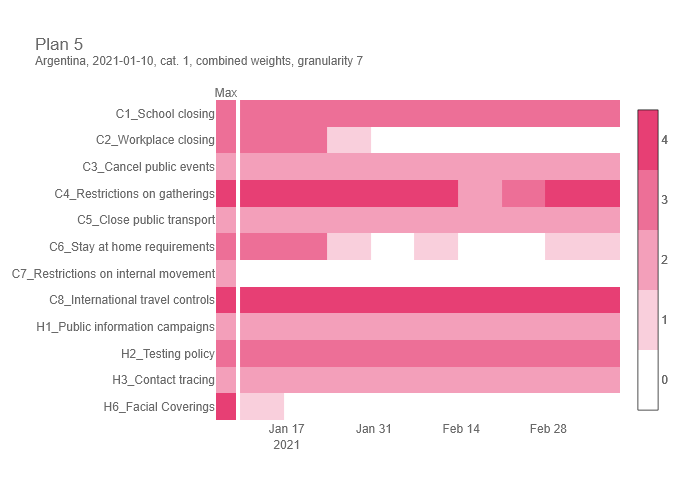 Plan 5
Argentina, 2021-01-10, cat. 1, combined weights, granularity 7
Max
C1_School closing
C2_Workplace closing
C3_Cancel public events
C4_Restrictions on gatherings
C5_Close public transport
C6_Stay at home requirements
C7_Restrictions on internal movement
C8_International travel controls
H1_Public information campaigns
H2_Testing policy
H3_Contact tracing
H6_Facial Coverings
Jan 17 Jan 31 Feb 14 Feb 28
2021
4
3
2
1
0